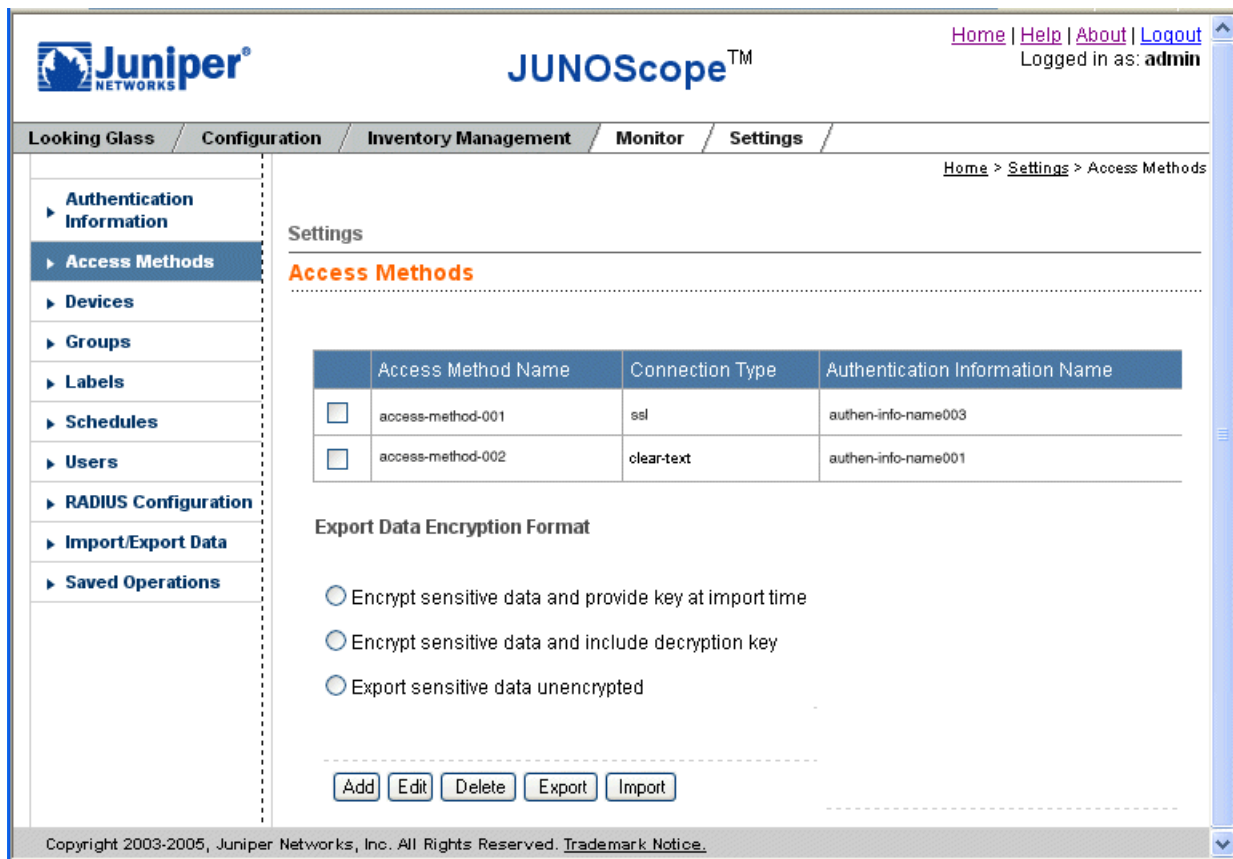 Juniper®
NETWORKS
JUNOScope™
Home | Help | About | Logout
Logged in as: admin
Looking Glass / Configuration / Inventory Management / Monitor / Settings /
Home > Settings > Access Methods
Authentication
Information
Access Methods
Devices
Groups
Labels
Schedules
Users
RADIUS Configuration
Import/Export Data
Saved Operations
Settings
Access Methods
Access Method Name Connection Type Authentication Information Name
access-method-001 ssl authen-info-name003
access-method-002 clear-text authen-info-name001
Export Data Encryption Format
Encrypt sensitive data and provide key at import time
Encrypt sensitive data and include decryption key
Export sensitive data unencrypted
Add Edit Delete Export Import
Copyright 2003-2005, Juniper Networks, Inc. All Rights Reserved. Trademark Notice.